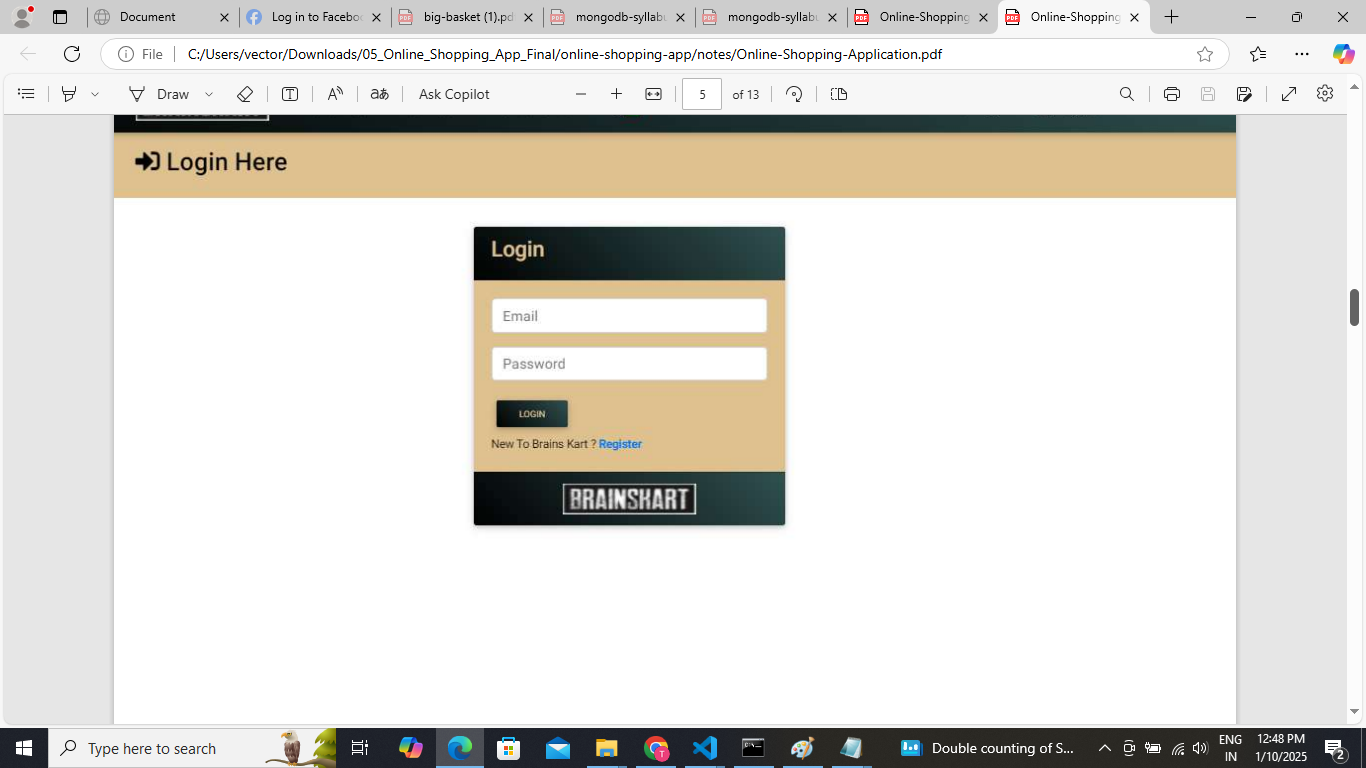 Document
Log in to Faceboo
big-basket (1).pd
mongodb-syllabu
mongodb-syllabu
Online-Shopping
Online-Shopping
File
C:/Users/vector/Downloads/05_Online_Shopping_App_Final/online-shopping-app/notes/Online-Shopping-Application.pdf
Draw
Ask Copilot
5 of 13
Login Here
Login
Email
Password
LOGIN
New To Brains Kart ? Register
BRAINSKART
Type here to search
Double counting of S...
ENG
IN
12:48 PM
1/10/2025
2